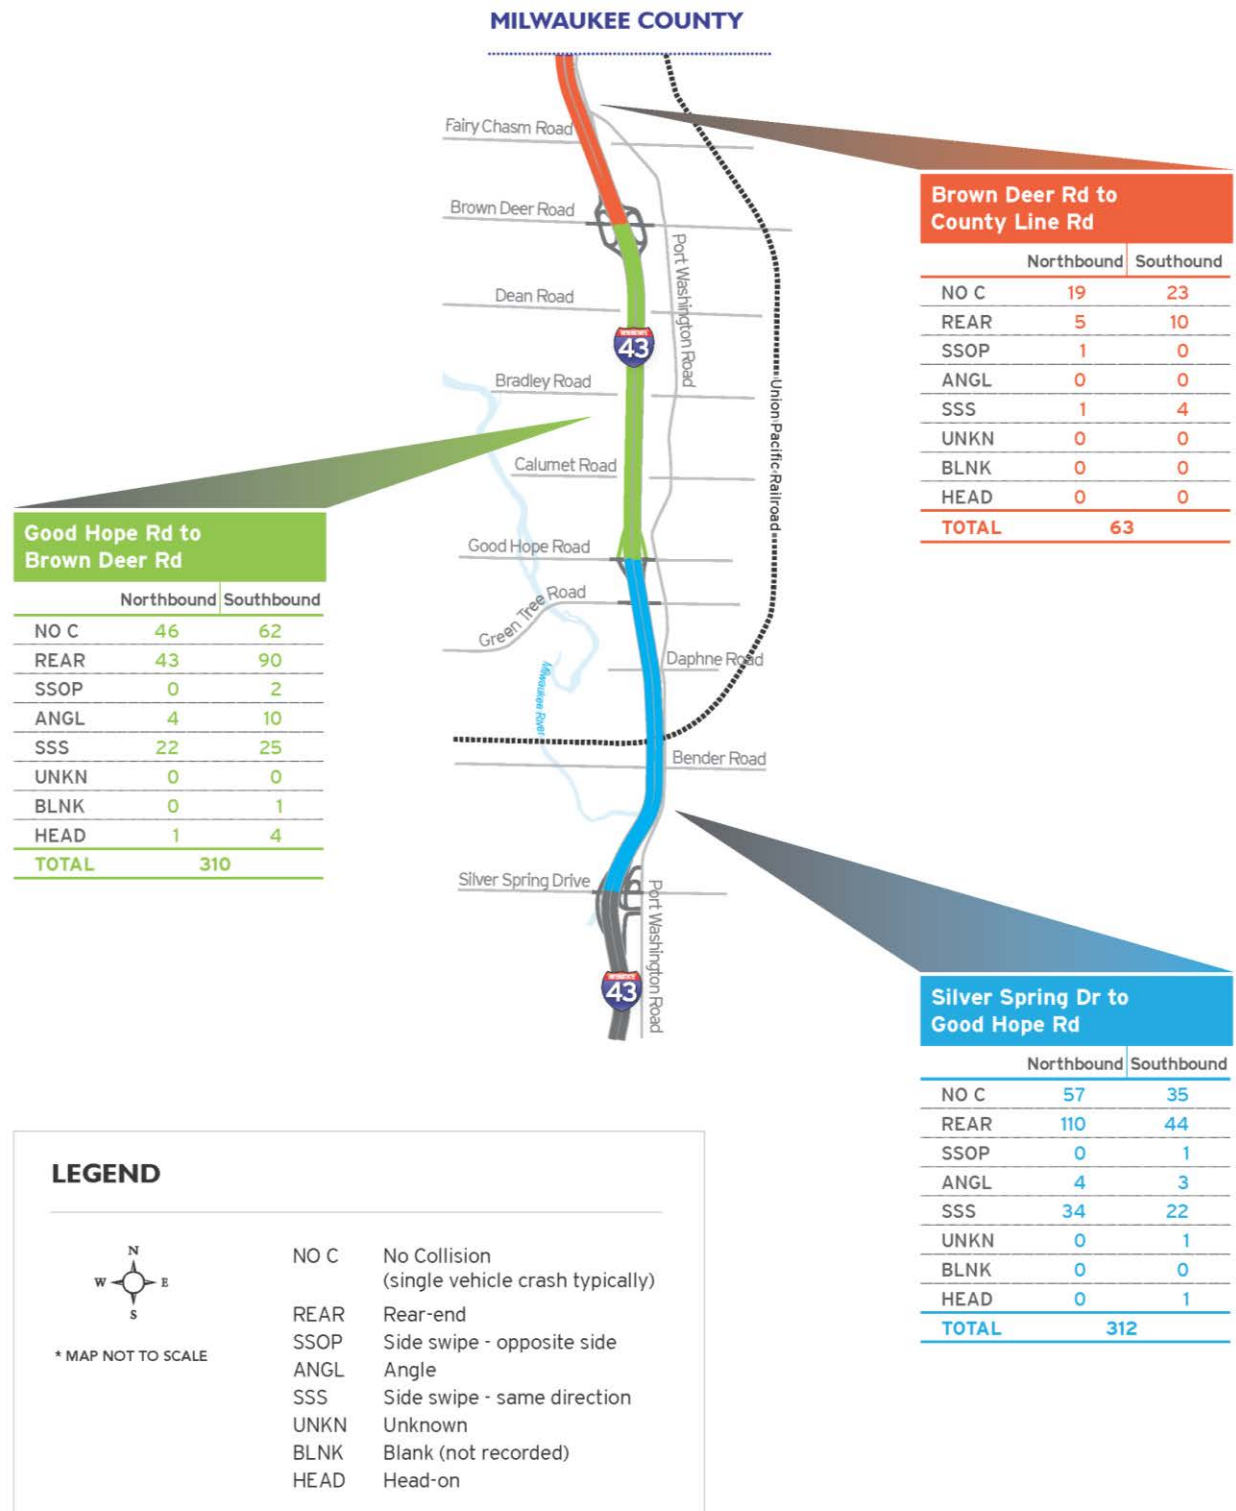 MILWAUKEE COUNTY
Fairy Chasm Road
Brown Deer Road
Port Washington Road
Dean Road
43
Bradley Road
Union Pacific Railroad
Calumet Road
Good Hope Road
Green Tree Road
Daphne Road
Milwaukee River
Bender Road
Silver Spring Drive
Port Washington Road
43
Brown Deer Rd to
County Line Rd
Northbound Southound
NO C 19 23
REAR 5 10
SSOP 1 0
ANGL 0 0
SSS 1 4
UNKN 0 0
BLNK 0 0
HEAD 0 0
TOTAL 63
Good Hope Rd to
Brown Deer Rd
Northbound Southbound
NO C 46 62
REAR 43 90
SSOP 0 2
ANGL 4 10
SSS 22 25
UNKN 0 0
BLNK 0 1
HEAD 1 4
TOTAL 310
Silver Spring Dr to
Good Hope Rd
Northbound Southbound
NO C 57 35
REAR 110 44
SSOP 0 1
ANGL 4 3
SSS 34 22
UNKN 0 1
BLNK 0 0
HEAD 0 1
TOTAL 312
LEGEND
N
W E
S
* MAP NOT TO SCALE
NO C No Collision
(single vehicle crash typically)
REAR Rear-end
SSOP Side swipe - opposite side
ANGL Angle
SSS Side swipe - same direction
UNKN Unknown
BLNK Blank (not recorded)
HEAD Head-on